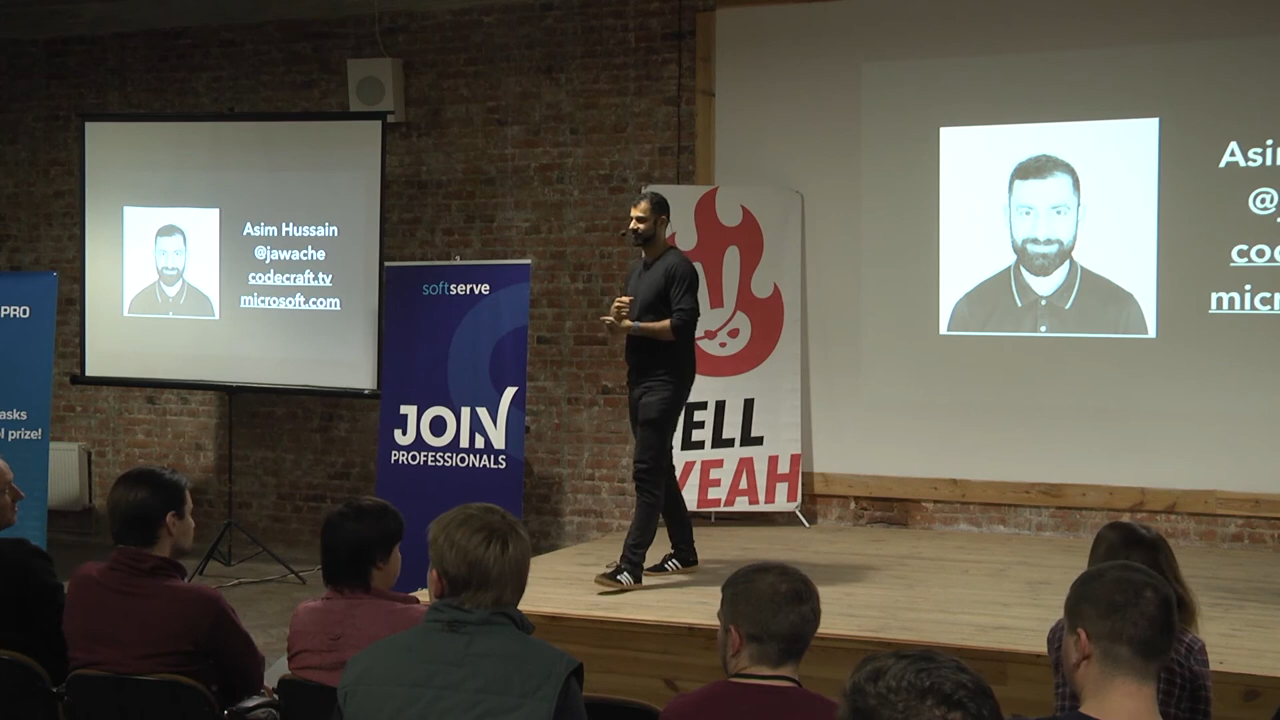 PRO
asks
l prize!
Asim Hussain
@jawache
codecraft.tv
microsoft.com
softserve
JOIN
PROFESSIONALS
ELL
YEAH
Asi
@
coc
micr